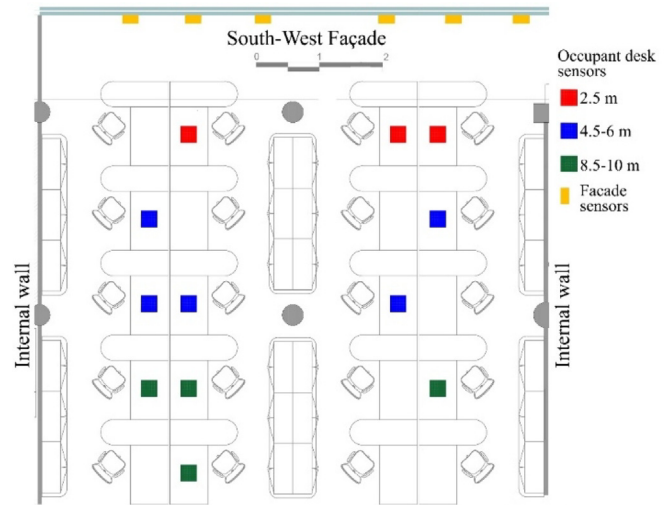 South-West Façade
0 1 2
Internal wall
Internal wall
Occupant desk
sensors
2.5 m
4.5-6 m
8.5-10 m
Facade
sensors